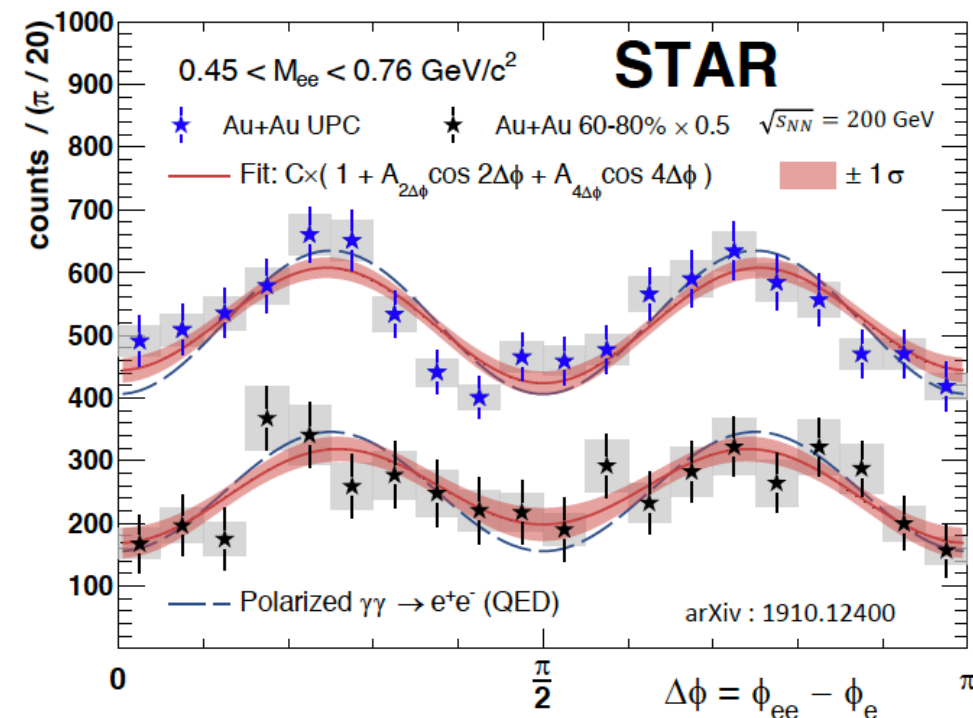 STAR
0.45 < M_ee < 0.76 GeV/c²
Au+Au UPC
Au+Au 60-80% × 0.5
√s_NN = 200 GeV
Fit: C×( 1 + A_2Δϕ cos 2Δϕ + A_4Δϕ cos 4Δϕ )
± 1 σ
counts / (π / 20)
1000
900
800
700
600
500
400
300
200
100
Polarized γγ → e⁺e⁻ (QED)
arXiv : 1910.12400
0
π/2
π
Δϕ = ϕ_ee − ϕ_e